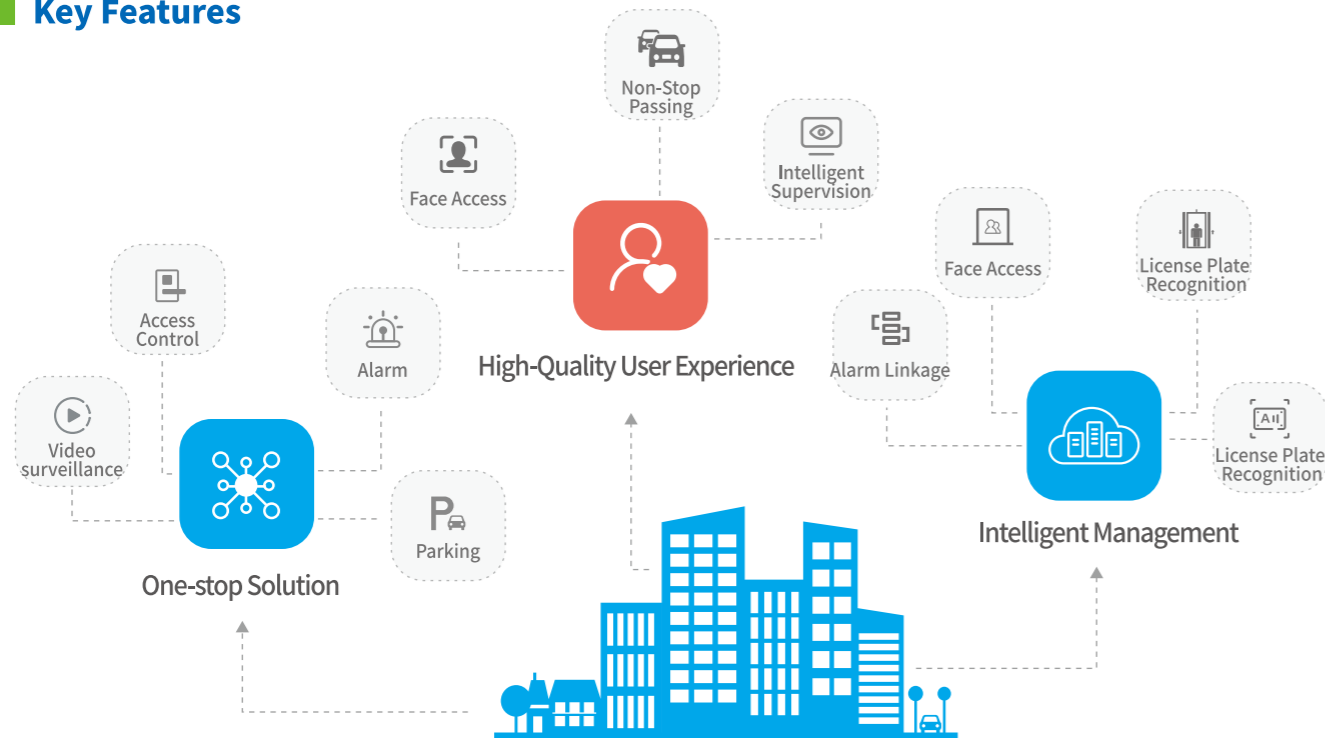 Key Features
Non-Stop
Passing
Face Access
Intelligent
Supervision
High-Quality User Experience
Access
Control
Alarm
Video
surveillance
P
Parking
One-stop Solution
Face Access
License Plate
Recognition
Alarm Linkage
A
License Plate
Recognition
Intelligent Management